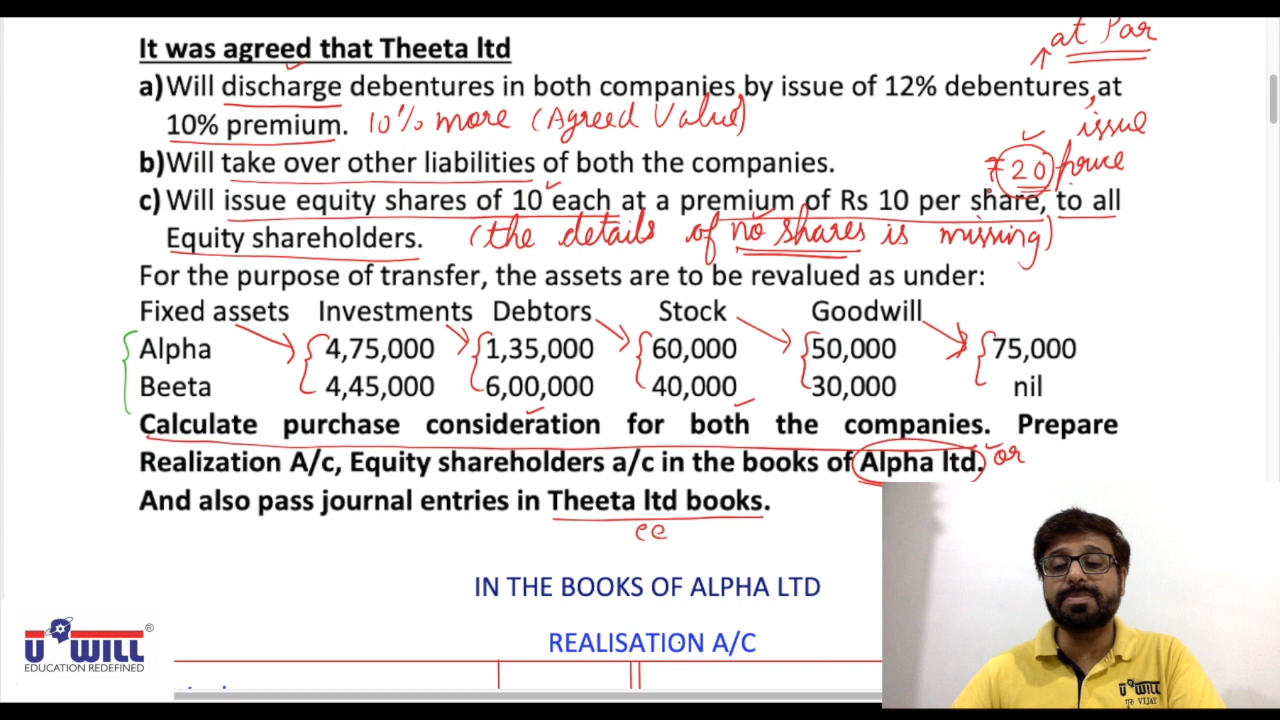 at Par
It was agreed that Theeta ltd
a)Will discharge debentures in both companies by issue of 12% debentures, at
10% premium. 10% more (Agreed Value)
issue
b)Will take over other liabilities of both the companies.
₹20 price
c) Will issue equity shares of 10 each at a premium of Rs 10 per share, to all
Equity shareholders. (the details of no shares is missing)
For the purpose of transfer, the assets are to be revalued as under:
Fixed assets Investments Debtors Stock Goodwill
Alpha 4,75,000 1,35,000 60,000 50,000 75,000
Beeta 4,45,000 6,00,000 40,000 30,000 nil
Calculate purchase consideration for both the companies. Prepare
Realization A/c, Equity shareholders a/c in the books of Alpha ltd. or
And also pass journal entries in Theeta ltd books.
ee
IN THE BOOKS OF ALPHA LTD
REALISATION A/C
U WILL ®
EDUCATION REDEFINED
U WILL
VIJAY